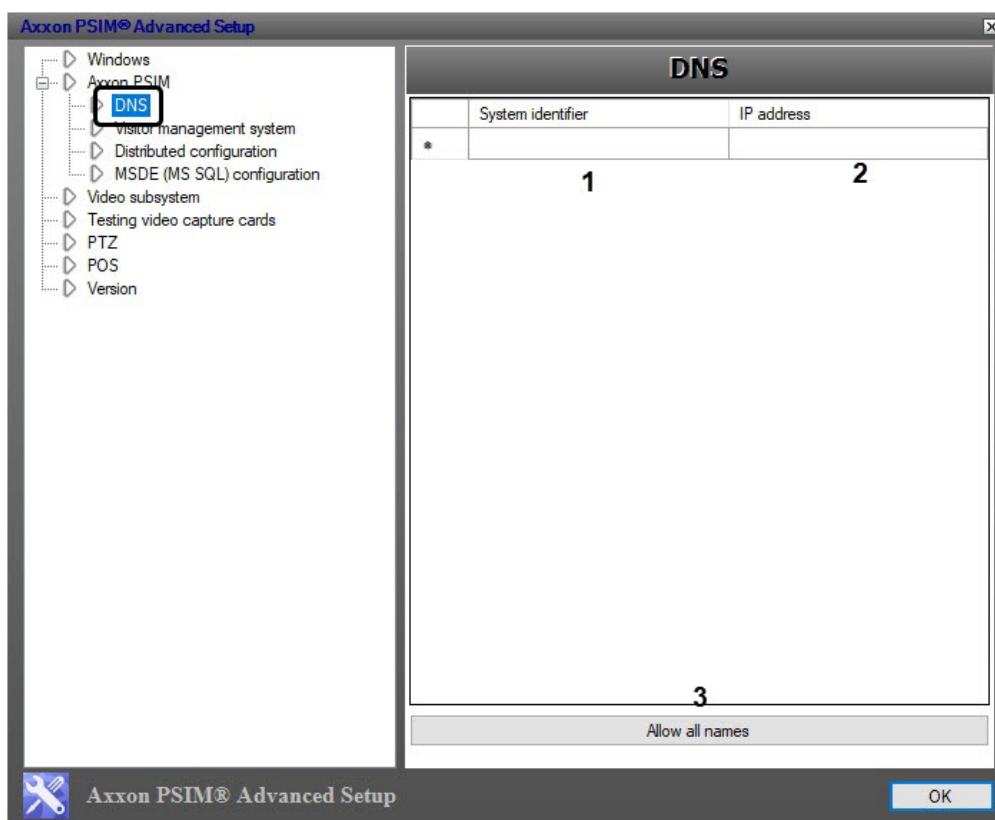 Axxon PSIM® Advanced Setup
Windows
Axxon PSIM
DNS
Visitor management system
Distributed configuration
MSDE (MS SQL) configuration
Video subsystem
Testing video capture cards
PTZ
POS
Version
DNS
System identifier IP address
*
1 2
3
Allow all names
Axxon PSIM® Advanced Setup
OK